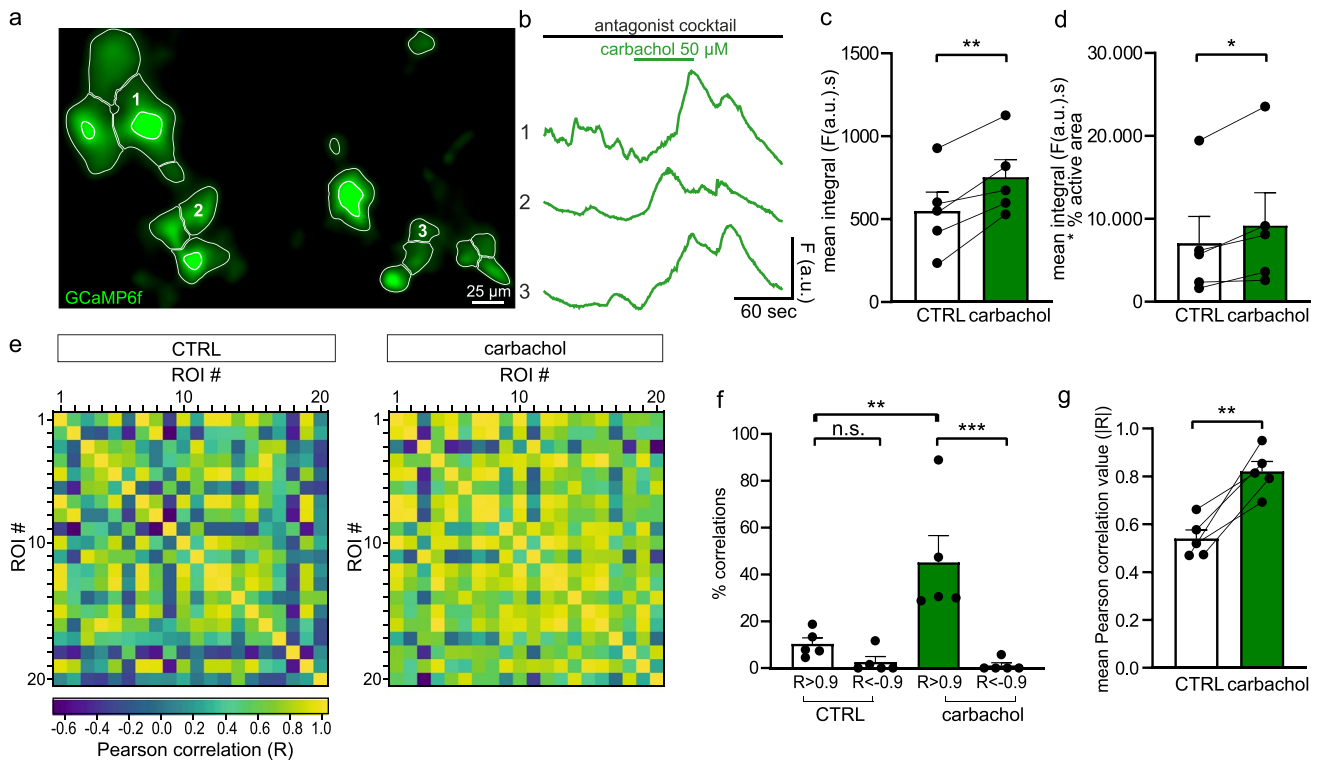 a
1
2
3
GCaMP6f
25 µm
b
antagonist cocktail
carbachol 50 µM
1
2
3
F (a.u.)
60 sec
c
**
mean integral (F(a.u.).s)
1500
1000
500
0
CTRL carbachol
d
*
mean integral (F(a.u.).s)
* % active area
30.000
20.000
10.000
0
CTRL carbachol
e
CTRL
ROI #
1 10 20
ROI #
1
10
20
carbachol
ROI #
1 10 20
ROI #
1
10
20
-0.6 -0.4 -0.2 0.0 0.2 0.4 0.6 0.8 1.0
Pearson correlation (R)
f
**
n.s.
***
% correlations
100
80
60
40
20
0
R>0.9 R<-0.9 R>0.9 R<-0.9
CTRL carbachol
g
**
mean Pearson correlation value (|R|)
1.0
0.8
0.6
0.4
0.2
0.0
CTRL carbachol